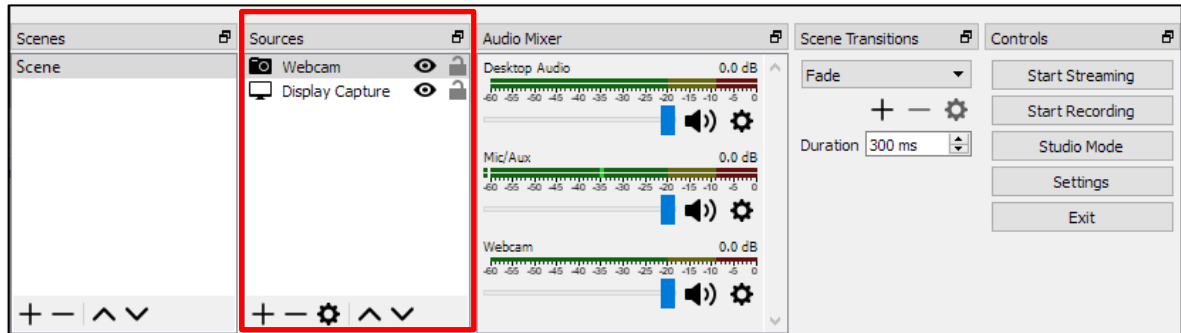 Scenes
Scene
Sources
Webcam
Display Capture
Audio Mixer
Desktop Audio 0.0 dB
-60 -55 -50 -45 -40 -35 -30 -25 -20 -15 -10 -5 0
Mic/Aux 0.0 dB
-60 -55 -50 -45 -40 -35 -30 -25 -20 -15 -10 -5 0
Webcam 0.0 dB
-60 -55 -50 -45 -40 -35 -30 -25 -20 -15 -10 -5 0
Scene Transitions
Fade
Duration 300 ms
Controls
Start Streaming
Start Recording
Studio Mode
Settings
Exit